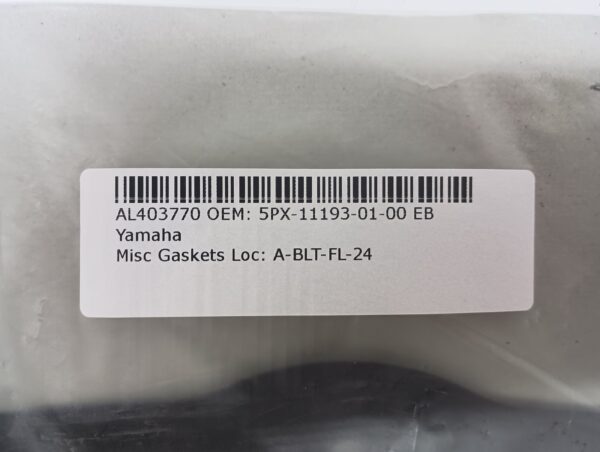 AL403770 OEM: 5PX-11193-01-00 EB
Yamaha
Misc Gaskets Loc: A-BLT-FL-24